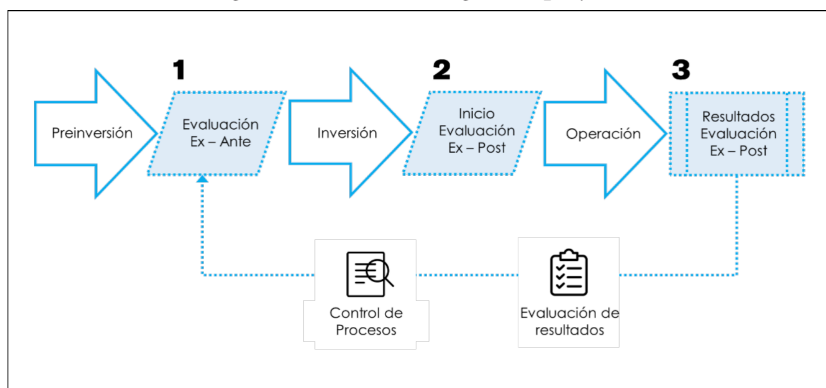 1
2
3
Preinversión
Evaluación
Ex – Ante
Inversión
Inicio
Evaluación
Ex – Post
Operación
Resultados
Evaluación
Ex – Post
Control de
Procesos
Evaluación de
resultados